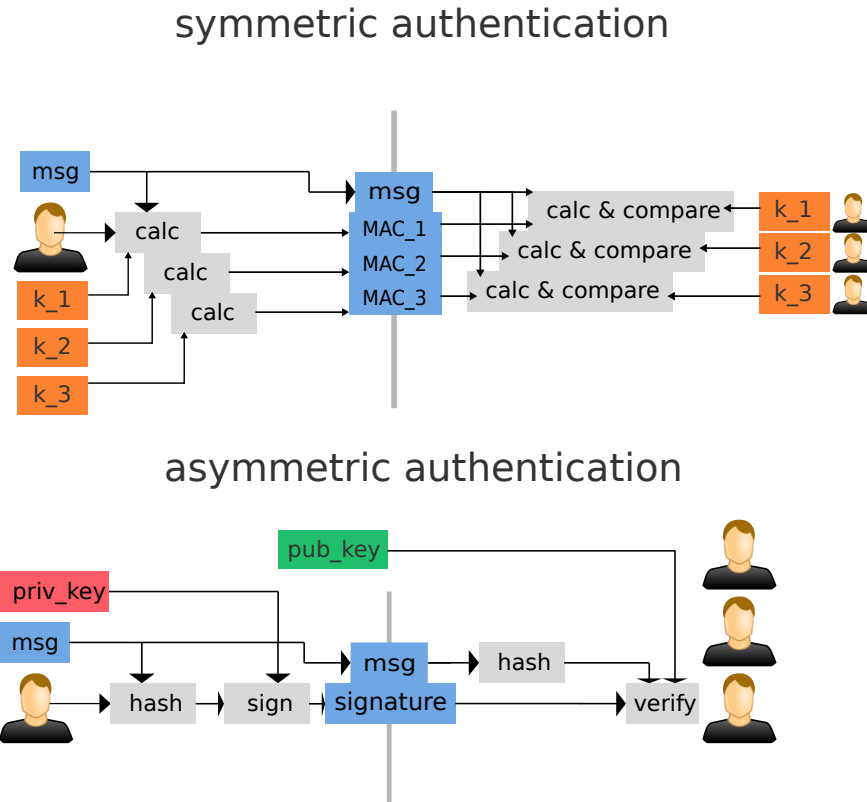 symmetric authentication
msg
msg
calc
MAC_1
calc & compare
k_1
calc
MAC_2
calc & compare
k_2
k_1
calc
MAC_3
calc & compare
k_3
k_2
k_3
asymmetric authentication
pub_key
priv_key
msg
msg
hash
hash
sign
signature
verify